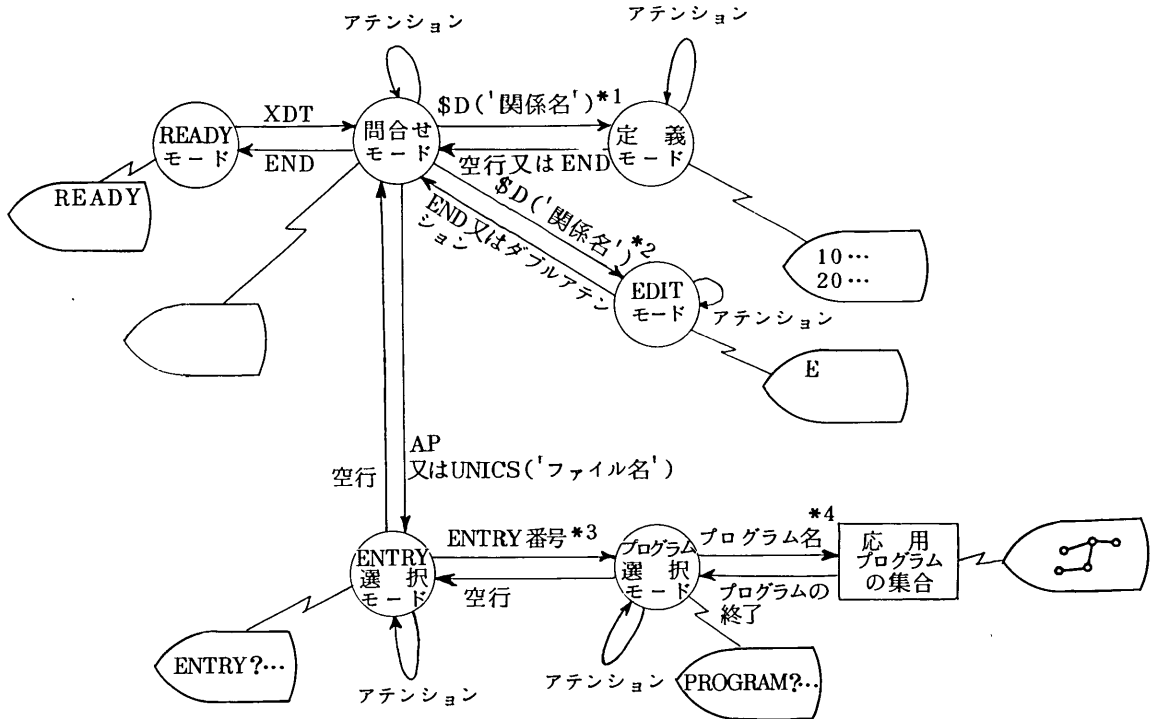 アテンション
アテンション
XDT
$D('関係名')*1
READY
モード
問合せ
モード
定義
モード
END
空行又はEND
READY
$D('関係名')*2
END又はダブルアテン
ション
10…
20…
EDIT
モード
アテンション
E
AP
又はUNICS('ファイル名')
空行
ENTRY番号*3
プログラム名*4
ENTRY
選択
モード
プログラム
選択
モード
応用
プログラム
の集合
空行
プログラムの
終了
ENTRY?…
アテンション
アテンション
PROGRAM?…